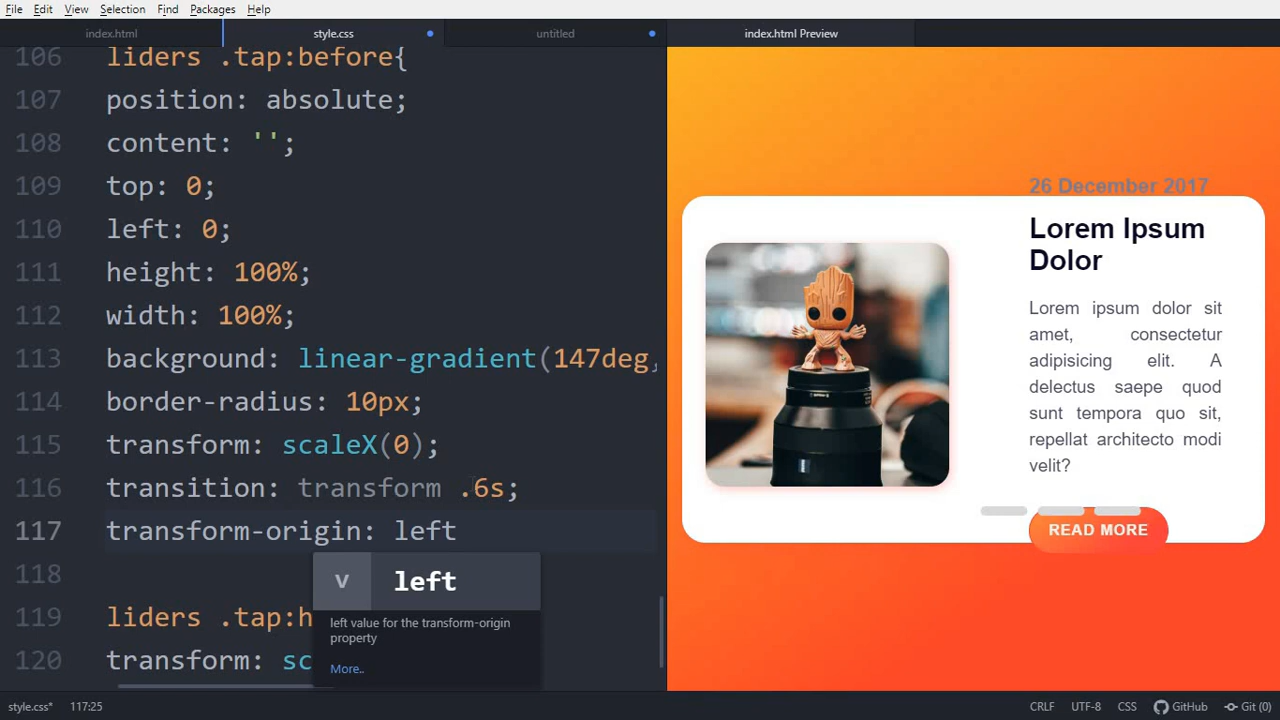 File Edit View Selection Find Packages Help
index.html style.css untitled index.html Preview
106 liders .tap:before{
107 position: absolute;
108 content: '';
109 top: 0;
110 left: 0;
111 height: 100%;
112 width: 100%;
113 background: linear-gradient(147deg,
114 border-radius: 10px;
115 transform: scaleX(0);
116 transition: transform .6s;
117 transform-origin: left
118
119 liders .tap:h
120 transform: sc
v left
left value for the transform-origin
property
More..
26 December 2017
Lorem Ipsum
Dolor
Lorem ipsum dolor sit
amet, consectetur
adipisicing elit. A
delectus saepe quod
sunt tempora quo sit,
repellat architecto modi
velit?
READ MORE
style.css* 117:25 CRLF UTF-8 CSS GitHub Git (0)